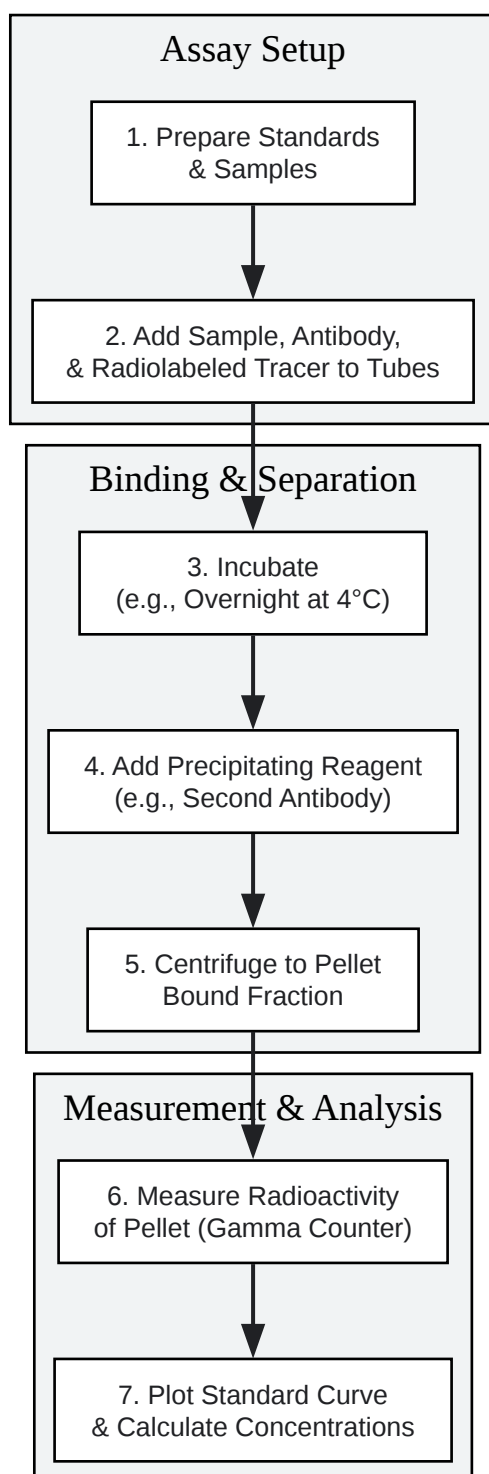 Assay Setup
1. Prepare Standards
& Samples
2. Add Sample, Antibody,
& Radiolabeled Tracer to Tubes
Binding & Separation
3. Incubate
(e.g., Overnight at 4°C)
4. Add Precipitating Reagent
(e.g., Second Antibody)
5. Centrifuge to Pellet
Bound Fraction
Measurement & Analysis
6. Measure Radioactivity
of Pellet (Gamma Counter)
7. Plot Standard Curve
& Calculate Concentrations